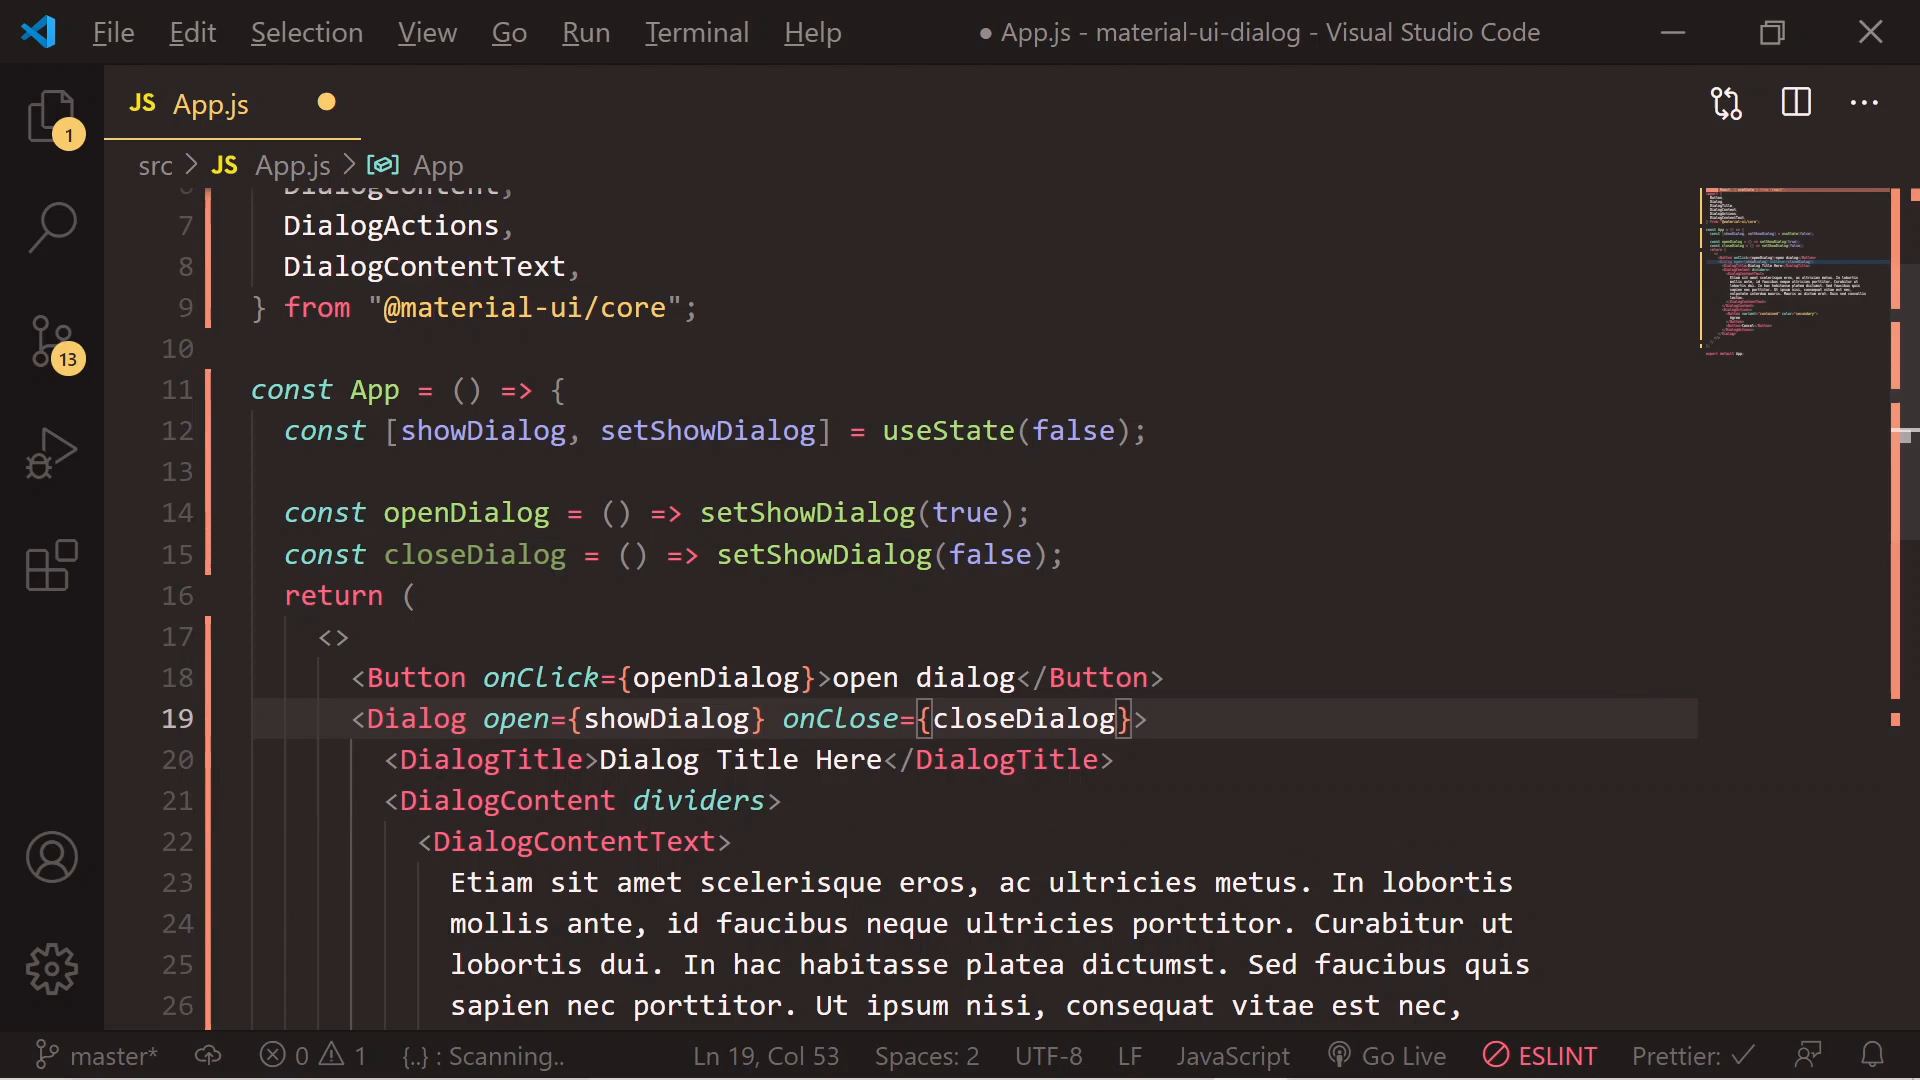 File Edit Selection View Go Run Terminal Help ● App.js - material-ui-dialog - Visual Studio Code
JS App.js
1
src > JS App.js > App
6 DialogContent,
7 DialogActions,
8 DialogContentText,
9 } from "@material-ui/core";
10
11 const App = () => {
12 const [showDialog, setShowDialog] = useState(false);
13
14 const openDialog = () => setShowDialog(true);
15 const closeDialog = () => setShowDialog(false);
16 return (
17 <>
18 <Button onClick={openDialog}>open dialog</Button>
19 <Dialog open={showDialog} onClose={closeDialog}>
20 <DialogTitle>Dialog Title Here</DialogTitle>
21 <DialogContent dividers>
22 <DialogContentText>
23 Etiam sit amet scelerisque eros, ac ultricies metus. In lobortis
24 mollis ante, id faucibus neque ultricies porttitor. Curabitur ut
25 lobortis dui. In hac habitasse platea dictumst. Sed faucibus quis
26 sapien nec porttitor. Ut ipsum nisi, consequat vitae est nec,
13
master* 0 1 {..} : Scanning.. Ln 19, Col 53 Spaces: 2 UTF-8 LF JavaScript Go Live ESLINT Prettier: ✓